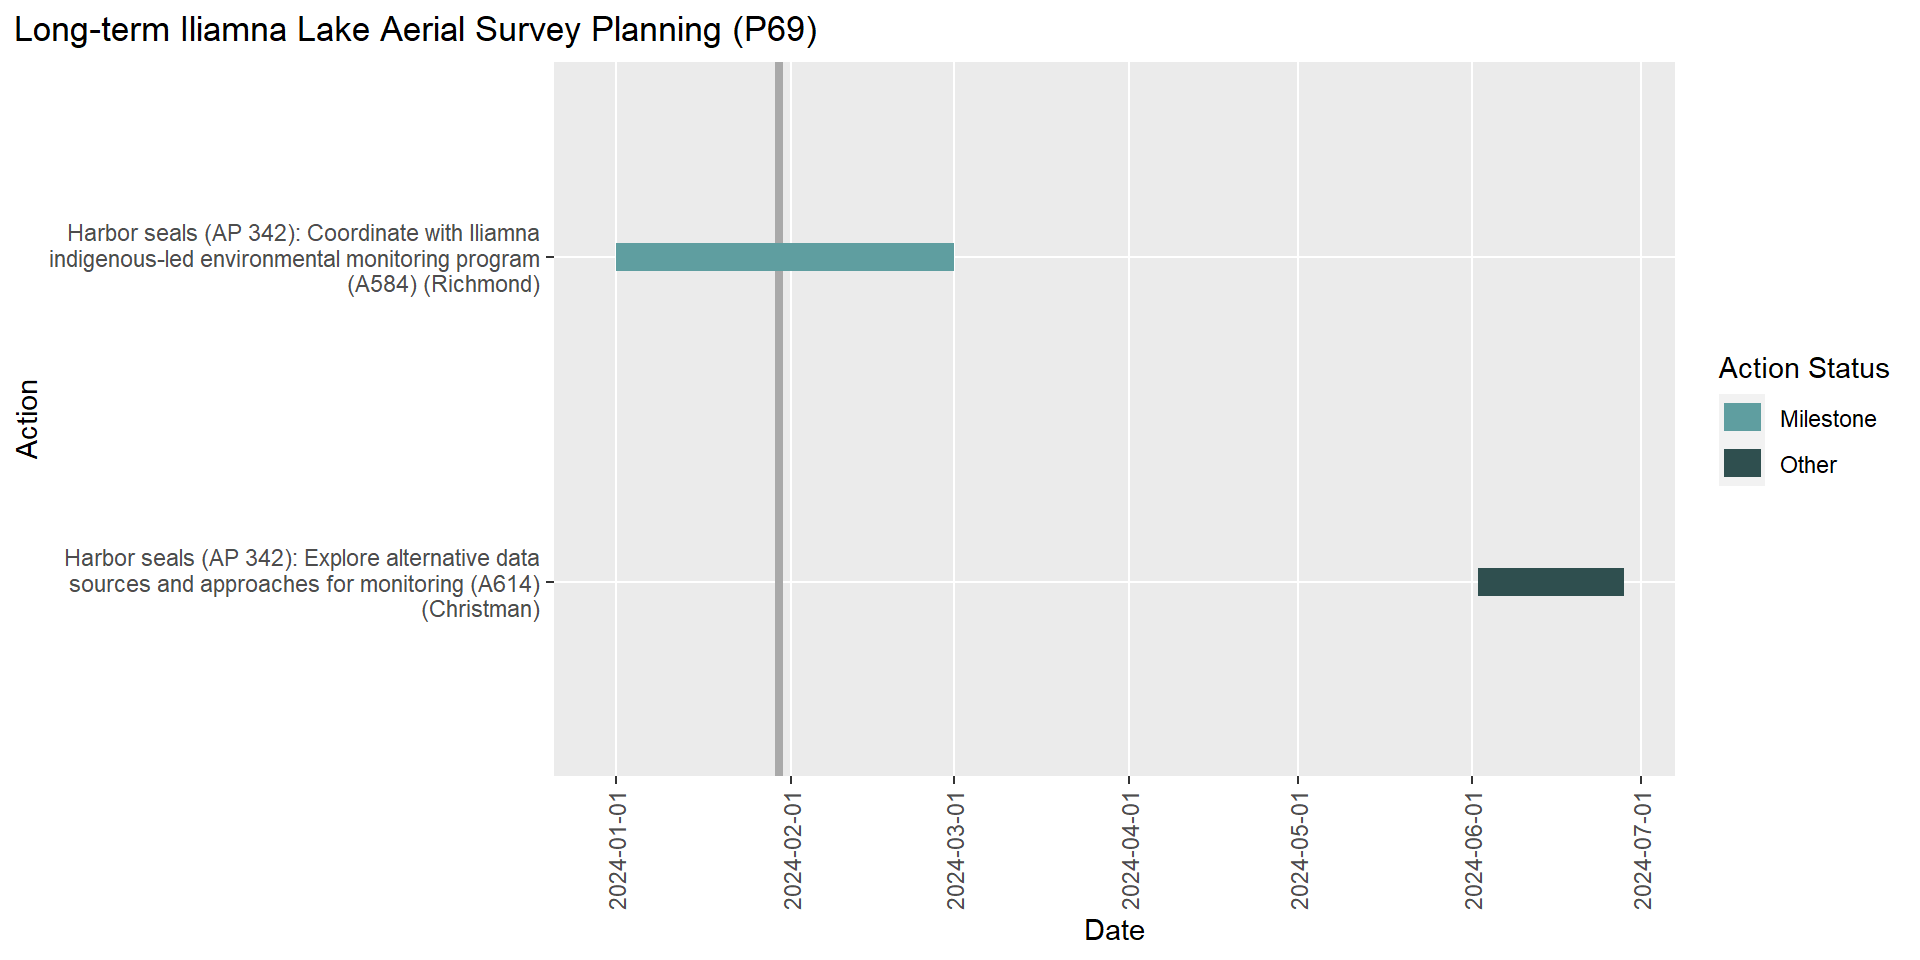 Long-term Iliamna Lake Aerial Survey Planning (P69)
Action
Harbor seals (AP 342): Coordinate with Iliamna
indigenous-led environmental monitoring program
(A584) (Richmond)
Harbor seals (AP 342): Explore alternative data
sources and approaches for monitoring (A614)
(Christman)
2024-01-01
2024-02-01
2024-03-01
2024-04-01
2024-05-01
2024-06-01
2024-07-01
Date
Action Status
Milestone
Other